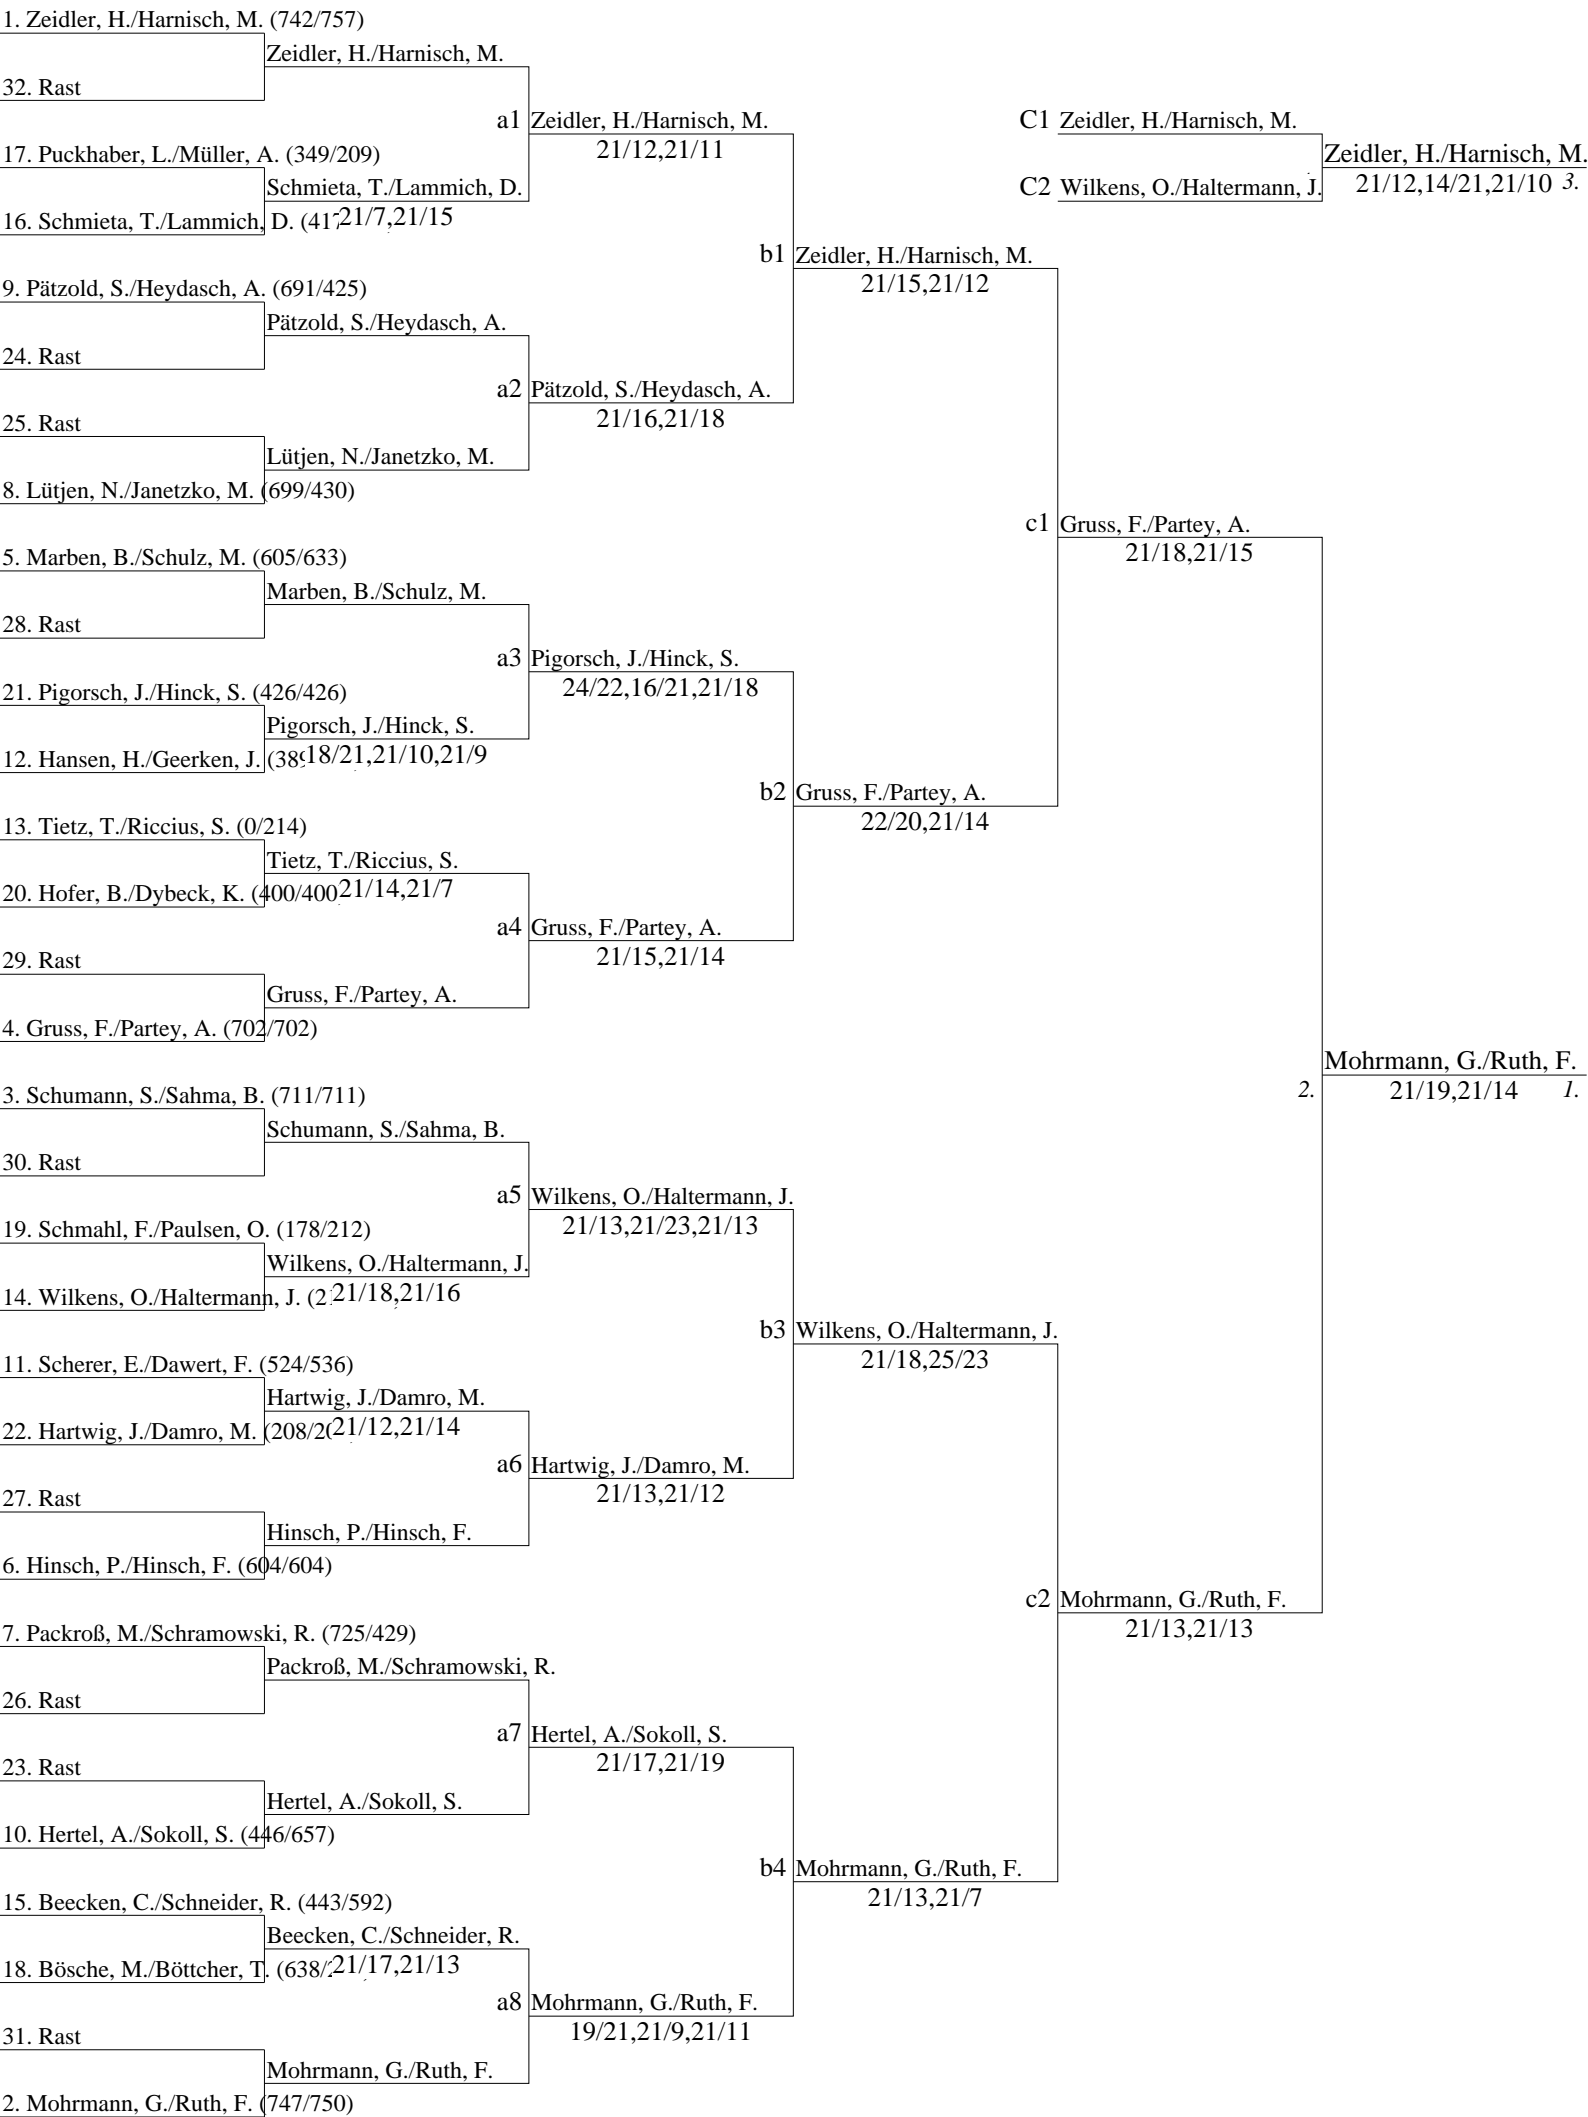 1. Zeidler, H./Harnisch, M. (742/757)
Zeidler, H./Harnisch, M.
32. Rast
a1 Zeidler, H./Harnisch, M.
21/12,21/11
C1 Zeidler, H./Harnisch, M.
17. Puckhaber, L./Müller, A. (349/209)
Zeidler, H./Harnisch, M.
21/12,14/21,21/10 3.
Schmieta, T./Lammich, D.
C2 Wilkens, O./Haltermann, J.
16. Schmieta, T./Lammich, D.
21/7,21/15
b1 Zeidler, H./Harnisch, M.
21/15,21/12
9. Pätzold, S./Heydasch, A. (691/425)
Pätzold, S./Heydasch, A.
24. Rast
a2 Pätzold, S./Heydasch, A.
21/16,21/18
25. Rast
Lütjen, N./Janetzko, M.
8. Lütjen, N./Janetzko, M. (699/430)
c1 Gruss, F./Partey, A.
21/18,21/15
5. Marben, B./Schulz, M. (605/633)
Marben, B./Schulz, M.
28. Rast
a3 Pigorsch, J./Hinck, S.
24/22,16/21,21/18
21. Pigorsch, J./Hinck, S. (426/426)
Pigorsch, J./Hinck, S.
12. Hansen, H./Geerken, J.
18/21,21/10,21/9
b2 Gruss, F./Partey, A.
22/20,21/14
13. Tietz, T./Riccius, S. (0/214)
Tietz, T./Riccius, S.
20. Hofer, B./Dybeck, K. (400/400
21/14,21/7
a4 Gruss, F./Partey, A.
21/15,21/14
29. Rast
Gruss, F./Partey, A.
4. Gruss, F./Partey, A. (702/702)
Mohrmann, G./Ruth, F.
2. 21/19,21/14 1.
3. Schumann, S./Sahma, B. (711/711)
Schumann, S./Sahma, B.
30. Rast
a5 Wilkens, O./Haltermann, J.
21/13,21/23,21/13
19. Schmahl, F./Paulsen, O. (178/212)
Wilkens, O./Haltermann, J.
14. Wilkens, O./Haltermann, J.
21/18,21/16
b3 Wilkens, O./Haltermann, J.
21/18,25/23
11. Scherer, E./Dawert, F. (524/536)
Hartwig, J./Damro, M.
22. Hartwig, J./Damro, M.
21/12,21/14
a6 Hartwig, J./Damro, M.
21/13,21/12
27. Rast
Hinsch, P./Hinsch, F.
6. Hinsch, P./Hinsch, F. (604/604)
c2 Mohrmann, G./Ruth, F.
21/13,21/13
7. Packroß, M./Schramowski, R. (725/429)
Packroß, M./Schramowski, R.
26. Rast
a7 Hertel, A./Sokoll, S.
21/17,21/19
23. Rast
Hertel, A./Sokoll, S.
10. Hertel, A./Sokoll, S. (446/657)
b4 Mohrmann, G./Ruth, F.
21/13,21/7
15. Beecken, C./Schneider, R. (443/592)
Beecken, C./Schneider, R.
18. Bösche, M./Böttcher, T.
21/17,21/13
a8 Mohrmann, G./Ruth, F.
19/21,21/9,21/11
31. Rast
Mohrmann, G./Ruth, F.
2. Mohrmann, G./Ruth, F. (747/750)